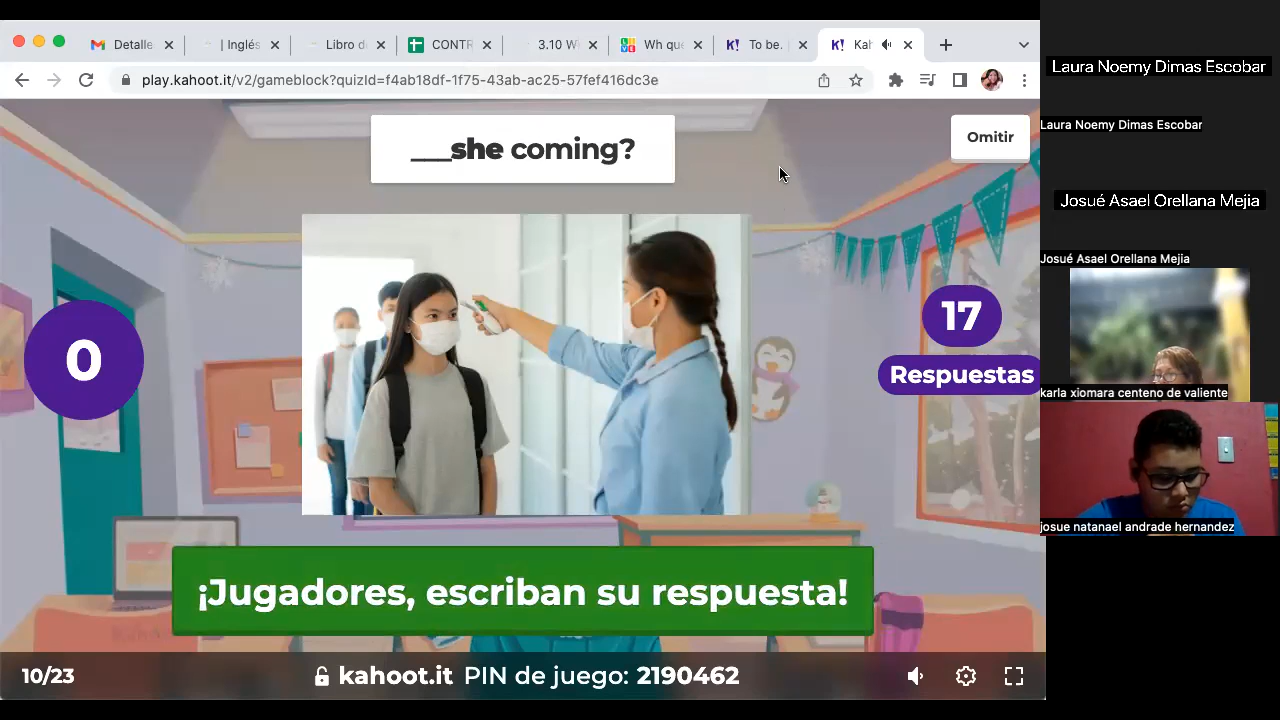 Detalle
Inglés
Libro d
CONTR
3.10 W
Wh que
To be.
Kah
play.kahoot.it/v2/gameblock?quizId=f4ab18df-1f75-43ab-ac25-57fef416dc3e
___she coming?
Omitir
0
17
Respuestas
¡Jugadores, escriban su respuesta!
10/23
kahoot.it PIN de juego: 2190462
Laura Noemy Dimas Escobar
Laura Noemy Dimas Escobar
Josué Asael Orellana Mejia
Josué Asael Orellana Mejia
karla xiomara centeno de valiente
josue natanael andrade hernandez